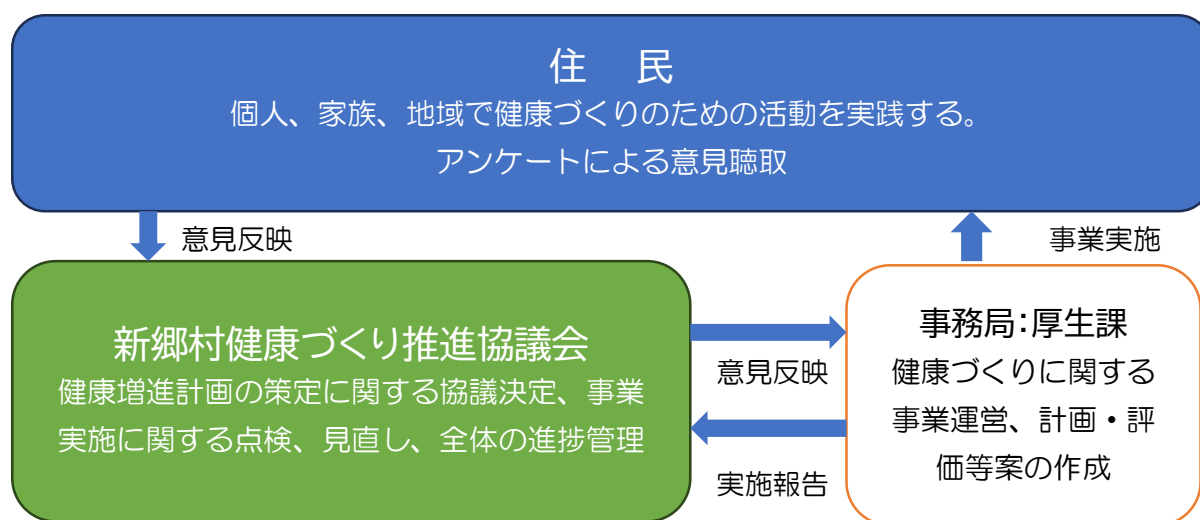 住　民
個人、家族、地域で健康づくりのための活動を実践する。
アンケートによる意見聴取
意見反映
事業実施
新郷村健康づくり推進協議会
健康増進計画の策定に関する協議決定、事業
実施に関する点検、見直し、全体の進捗管理
意見反映
実施報告
事務局：厚生課
健康づくりに関する
事業運営、計画・評
価等案の作成